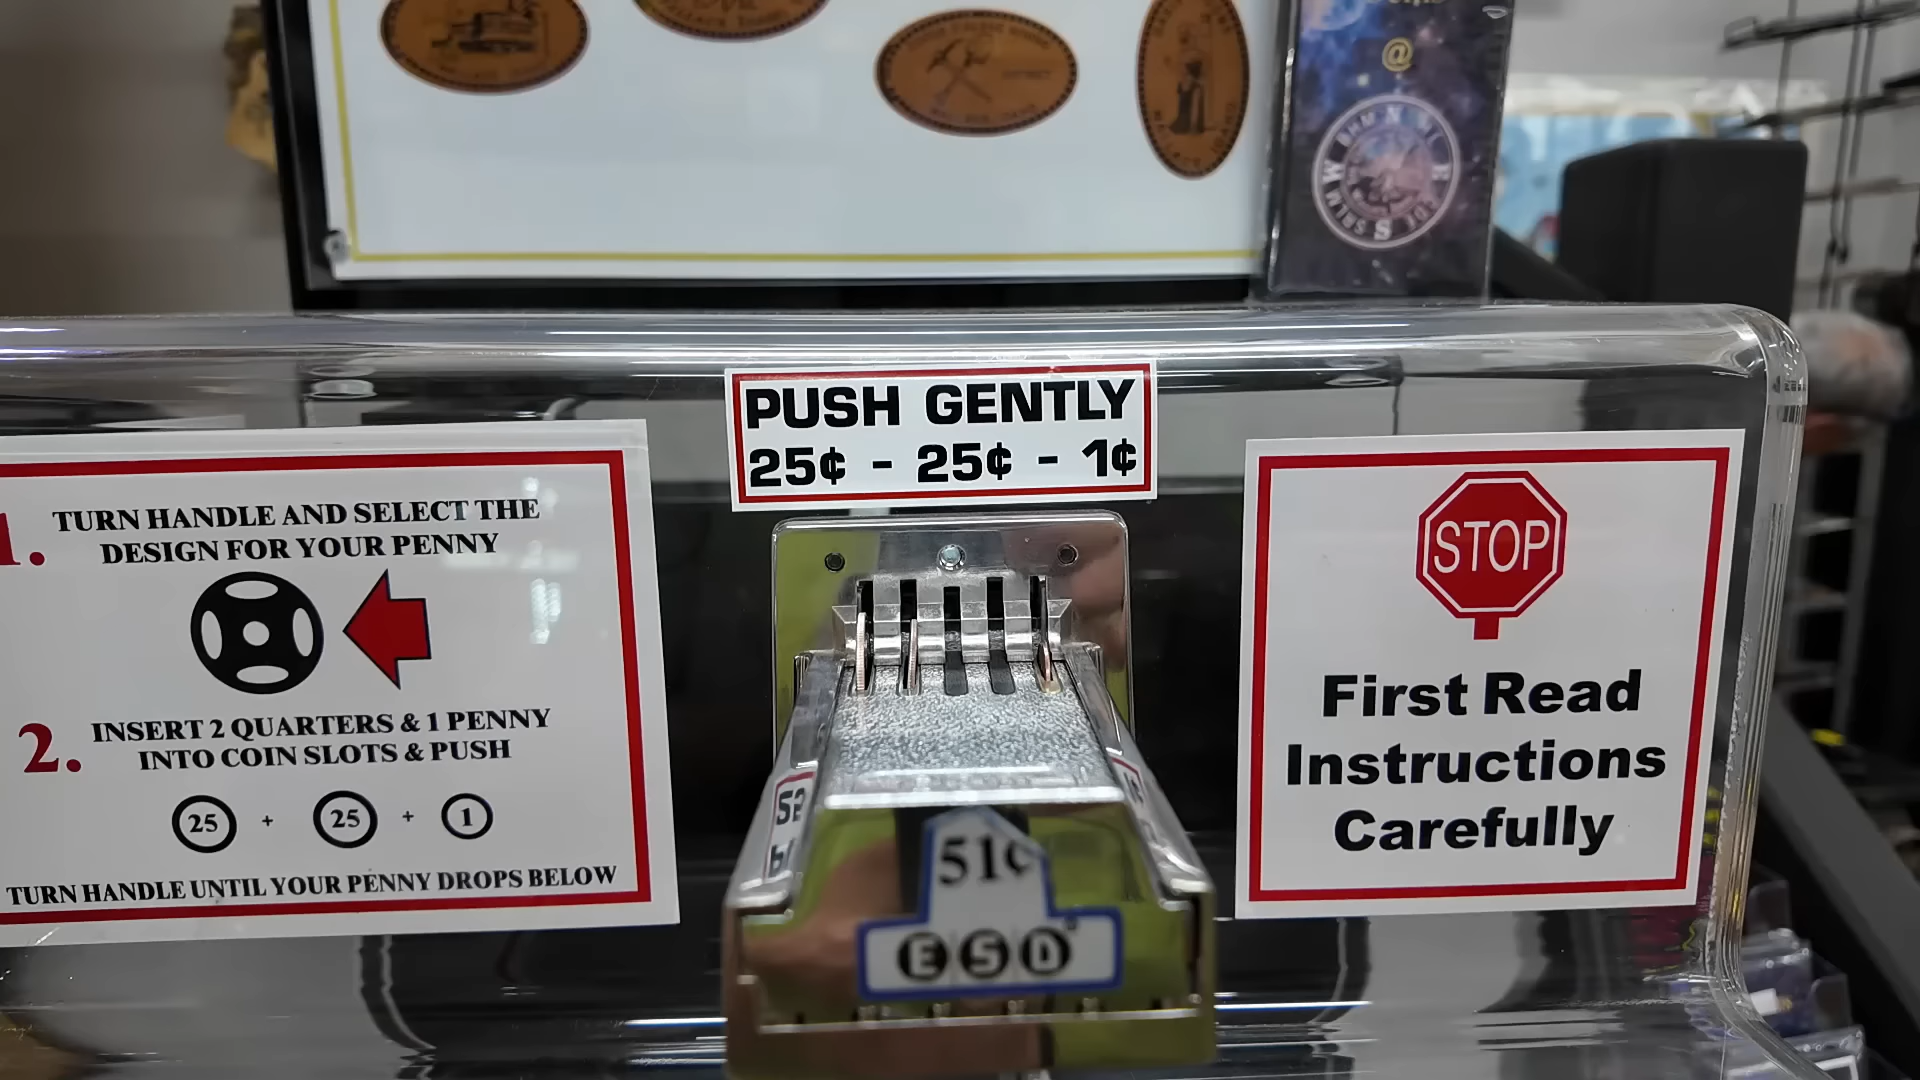 @
PUSH GENTLY
25¢ - 25¢ - 1¢
1. TURN HANDLE AND SELECT THE
DESIGN FOR YOUR PENNY
2. INSERT 2 QUARTERS & 1 PENNY
INTO COIN SLOTS & PUSH
25 + 25 + 1
TURN HANDLE UNTIL YOUR PENNY DROPS BELOW
STOP
First Read
Instructions
Carefully
51¢
ESD